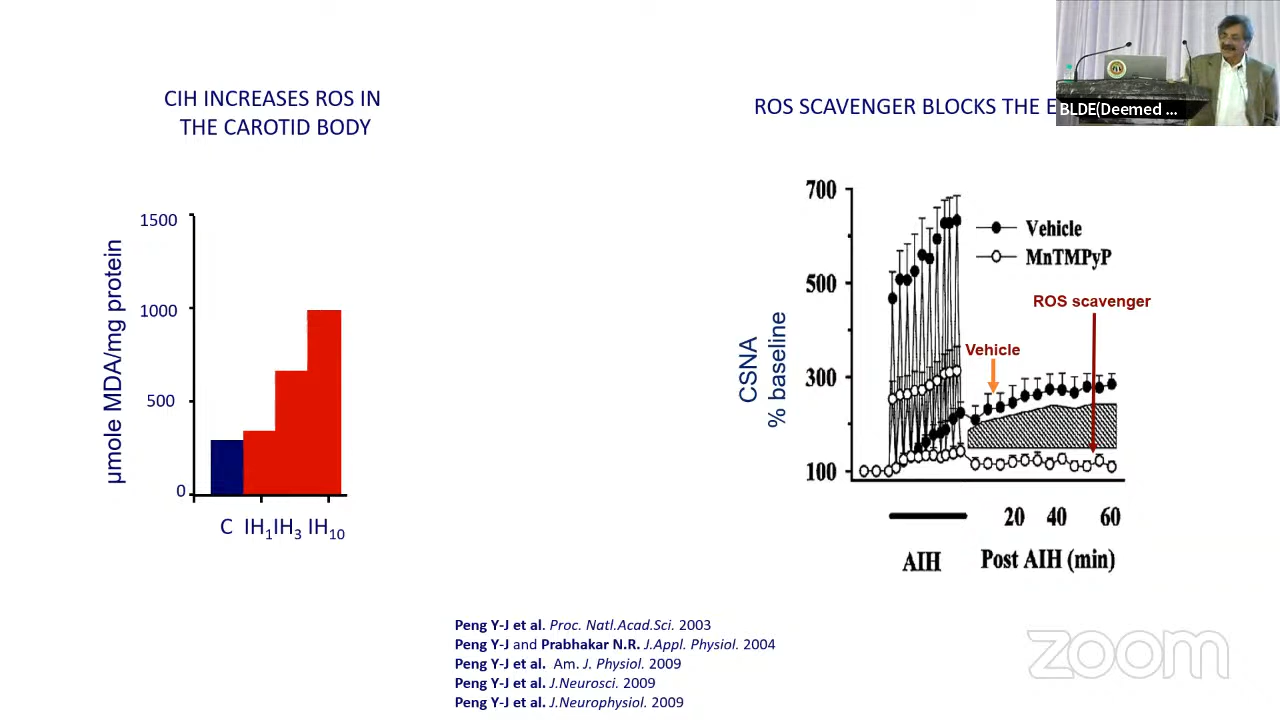 CIH INCREASES ROS IN
THE CAROTID BODY
ROS SCAVENGER BLOCKS THE
BLDE(Deemed ...
1500
1000
500
0
µmole MDA/mg protein
C IH1 IH3 IH10
700
500
300
100
CSNA
% baseline
Vehicle
MnTMPyP
ROS scavenger
Vehicle
20 40 60
AIH Post AIH (min)
Peng Y-J et al. Proc. Natl.Acad.Sci. 2003
Peng Y-J and Prabhakar N.R. J.Appl. Physiol. 2004
Peng Y-J et al. Am. J. Physiol. 2009
Peng Y-J et al. J.Neurosci. 2009
Peng Y-J et al. J.Neurophysiol. 2009
zoom